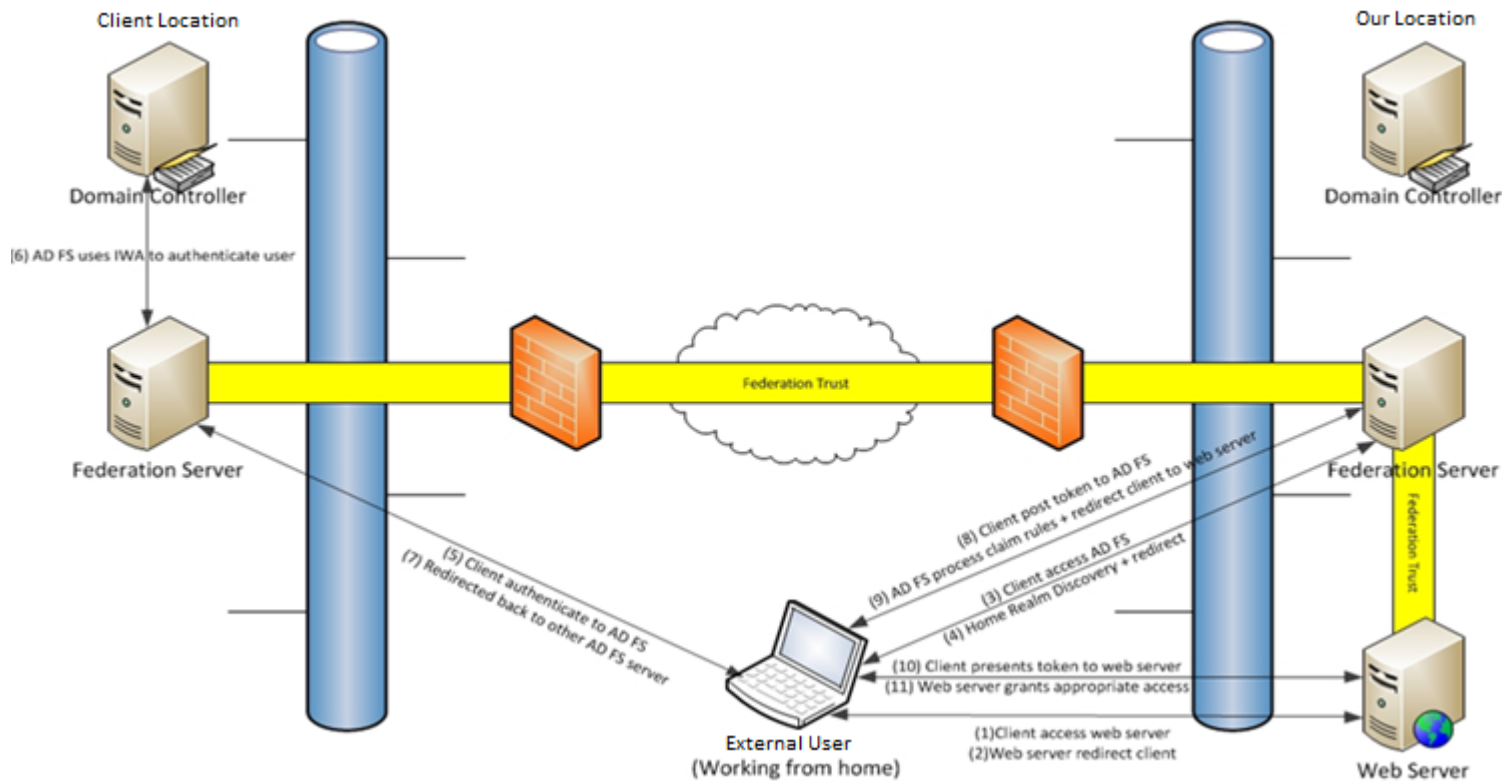 Client Location
Our Location
Domain Controller
Domain Controller
(6) AD FS uses IWA to authenticate user
Federation Trust
Federation Server
Federation Server
Federation Trust
(8) Client post token to AD FS
(9) AD FS process claim rules + redirect client to web server
(3) Client access AD FS
(4) Home Realm Discovery + redirect
(5) Client authenticate to AD FS
(7) Redirected back to other AD FS server
(10) Client presents token to web server
(11) Web server grants appropriate access
(1)Client access web server
(2)Web server redirect client
External User
(Working from home)
Web Server